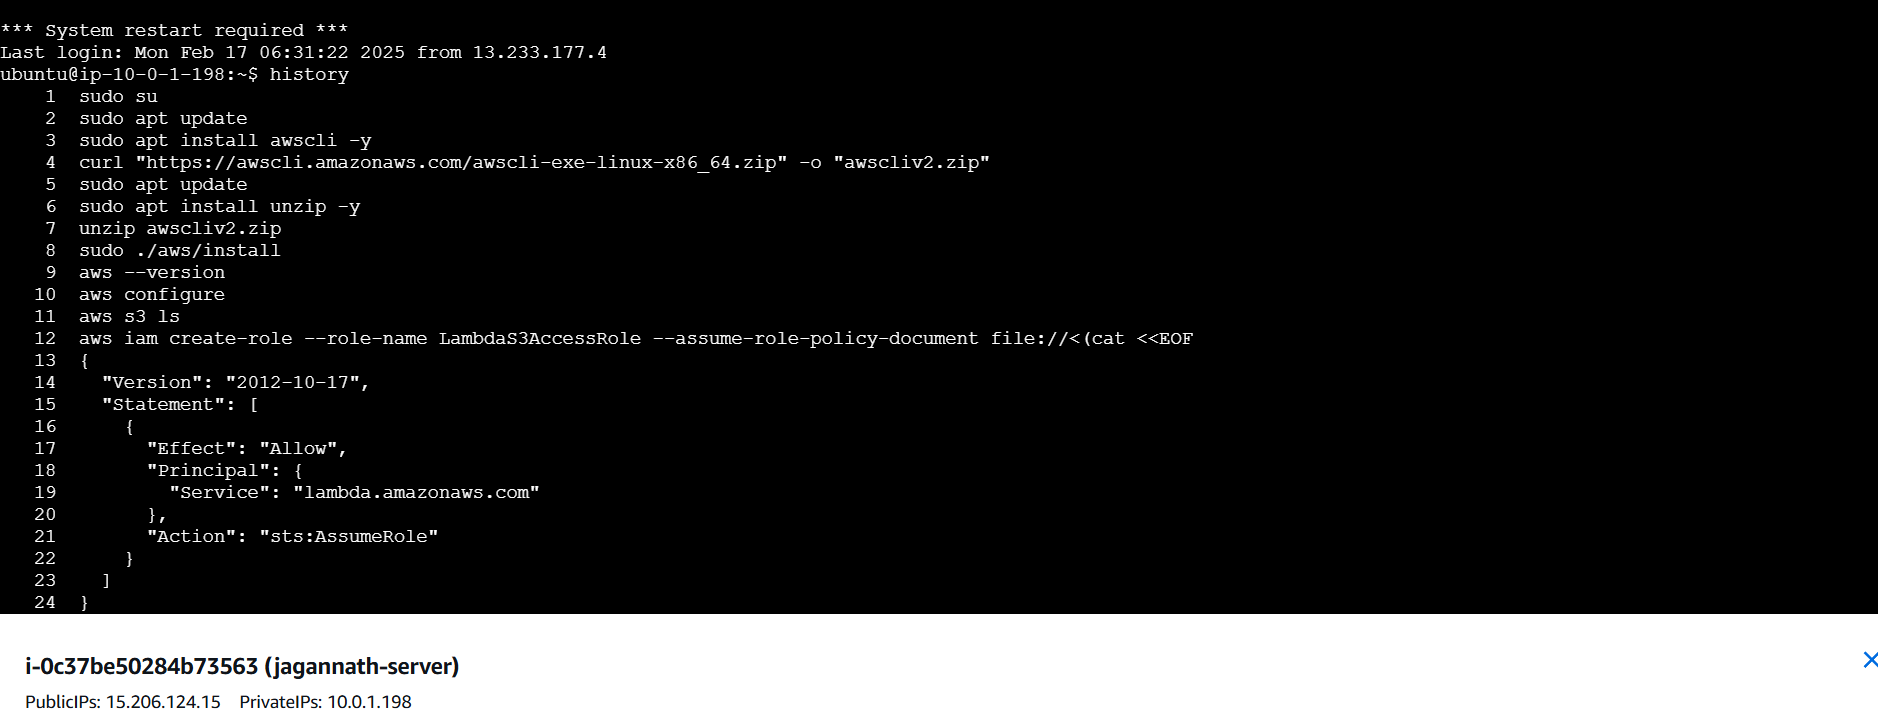 *** System restart required ***
Last login: Mon Feb 17 06:31:22 2025 from 13.233.177.4
ubuntu@ip-10-0-1-198:~$ history
    1  sudo su
    2  sudo apt update
    3  sudo apt install awscli -y
    4  curl "https://awscli.amazonaws.com/awscli-exe-linux-x86_64.zip" -o "awscliv2.zip"
    5  sudo apt update
    6  sudo apt install unzip -y
    7  unzip awscliv2.zip
    8  sudo ./aws/install
    9  aws --version
   10  aws configure
   11  aws s3 ls
   12  aws iam create-role --role-name LambdaS3AccessRole --assume-role-policy-document file://<(cat <<EOF
   13  {
   14    "Version": "2012-10-17",
   15    "Statement": [
   16      {
   17        "Effect": "Allow",
   18        "Principal": {
   19          "Service": "lambda.amazonaws.com"
   20        },
   21        "Action": "sts:AssumeRole"
   22      }
   23    ]
   24  }
i-0c37be50284b73563 (jagannath-server)
PublicIPs: 15.206.124.15    PrivateIPs: 10.0.1.198